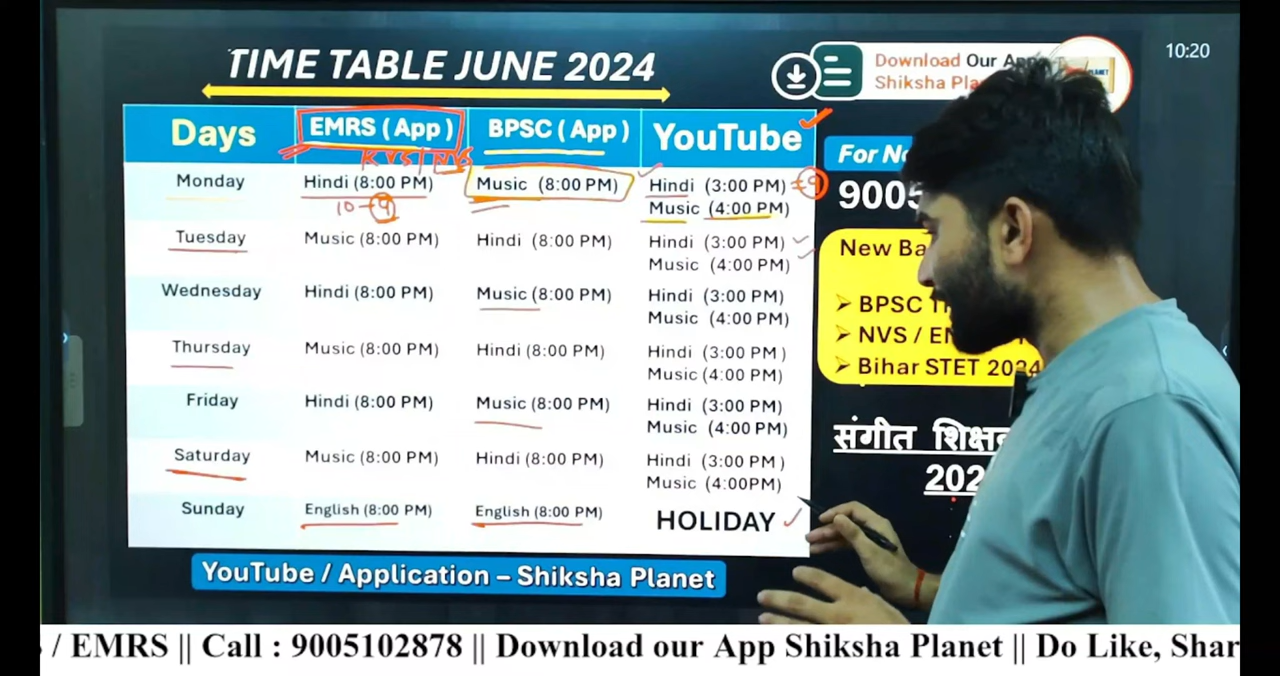 TIME TABLE JUNE 2024
Download Our App
Shiksha
10:20
Days EMRS (App) BPSC (App) YouTube
KVS/NVS
Monday Hindi (8:00 PM) Music (8:00 PM) Hindi (3:00 PM)
10 9 Music (4:00 PM)
Tuesday Music (8:00 PM) Hindi (8:00 PM) Hindi (3:00 PM)
Music (4:00 PM)
Wednesday Hindi (8:00 PM) Music (8:00 PM) Hindi (3:00 PM)
Music (4:00 PM)
Thursday Music (8:00 PM) Hindi (8:00 PM) Hindi (3:00 PM)
Music (4:00 PM)
Friday Hindi (8:00 PM) Music (8:00 PM) Hindi (3:00 PM)
Music (4:00 PM)
Saturday Music (8:00 PM) Hindi (8:00 PM) Hindi (3:00 PM)
Music (4:00PM)
Sunday English (8:00 PM) English (8:00 PM) HOLIDAY
YouTube / Application – Shiksha Planet
For
9005
New
BPSC
NVS /
Bihar STET 2024
संगीत
/ EMRS || Call : 9005102878 || Download our App Shiksha Planet || Do Like, Shar